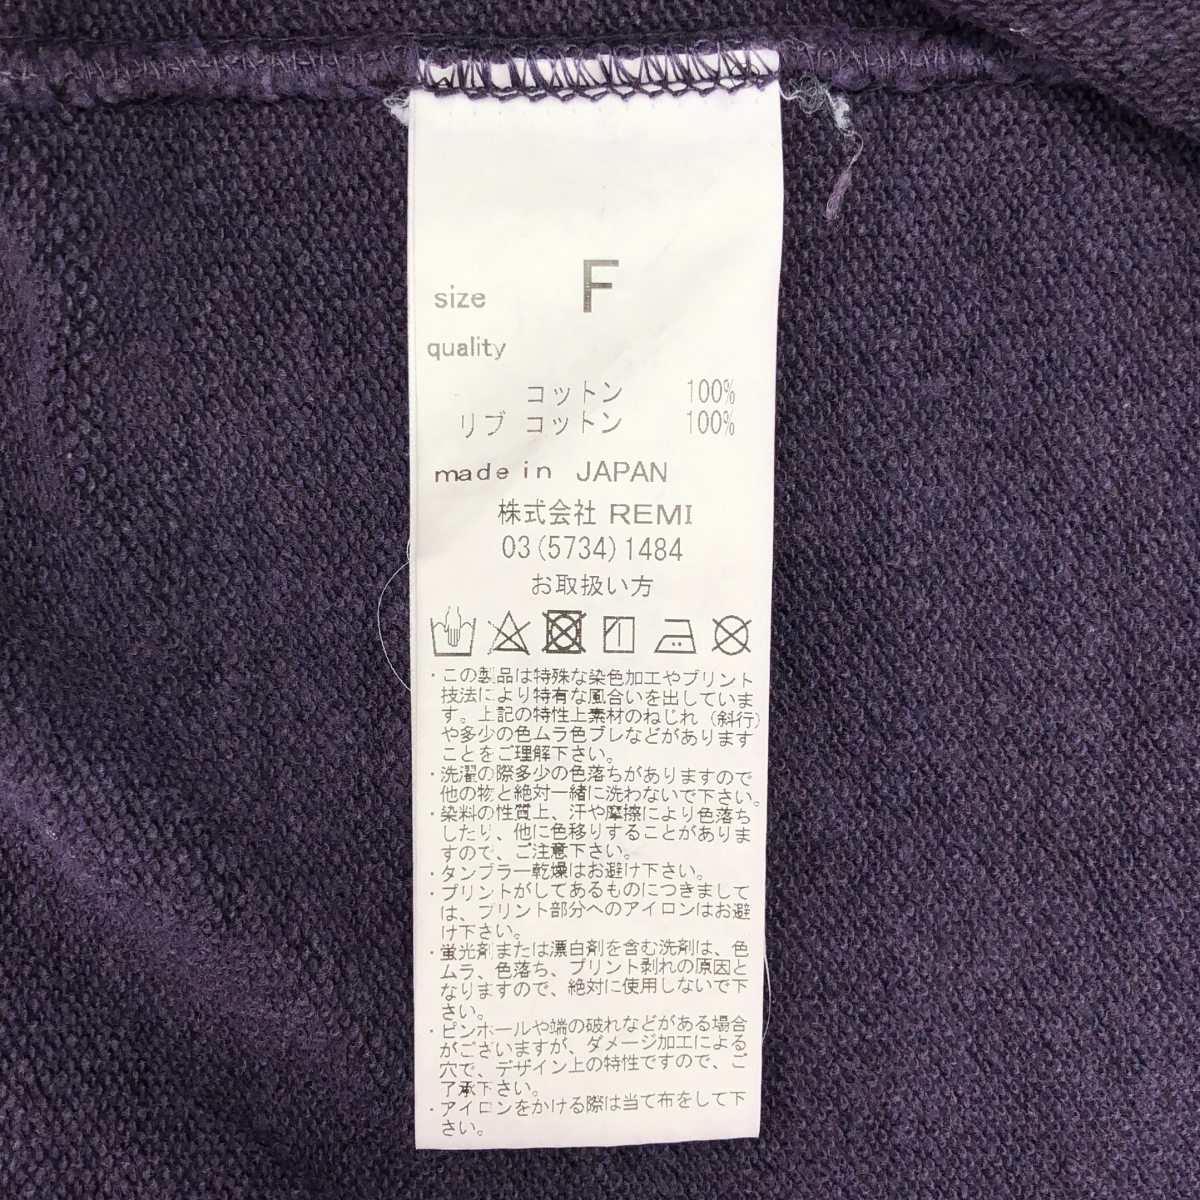 size F
quality
コットン 100%
リブ コットン 100%
made in JAPAN
株式会社 REMI
03(5734)1484
お取扱い方
・この製品は特殊な染色加工やプリント
技法により特有な風合いを出していま
す。上記の特性上素材のねじれ（斜行）
や多少の色ムラ色ブレなどがあります
ことをご理解下さい。
・洗濯の際多少の色落ちがありますので
他の物と絶対一緒に洗わないで下さい。
・染料の性質上、汗や摩擦により色落ち
したり、他に色移りすることがありま
すので、ご注意下さい。
・タンブラー乾燥はお避け下さい。
・プリントがしてあるものにつきまして
は、プリント部分へのアイロンはお避
け下さい。
・蛍光剤または漂白剤を含む洗剤は、色
ムラ、色落ち、プリント剥れの原因と
なりますので、絶対に使用しないで下
さい。
・ピンホールや端の破れなどがある場合
がございますが、ダメージ加工による
穴で、デザイン上の特性ですので、ご
了承下さい。
・アイロンをかける際は当て布をして下
さい。